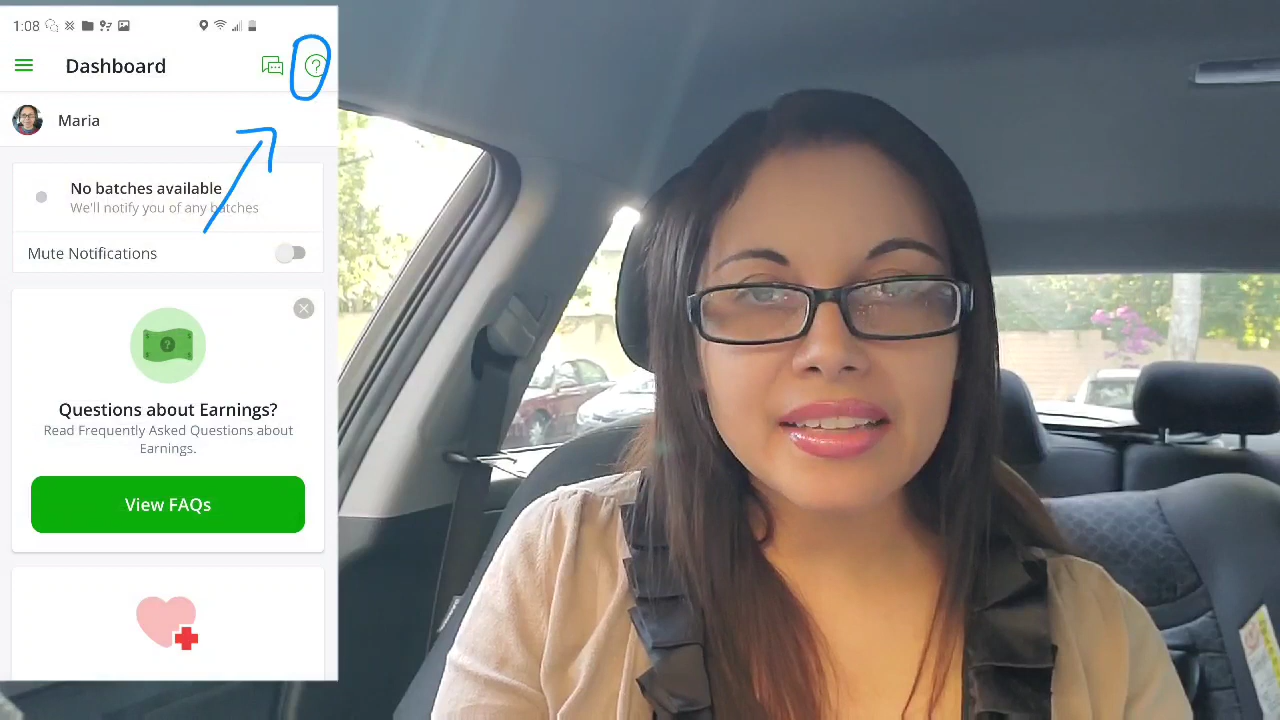 1:08
Dashboard
?
Maria
No batches available
We'll notify you of any batches
Mute Notifications
?
Questions about Earnings?
Read Frequently Asked Questions about
Earnings.
View FAQs